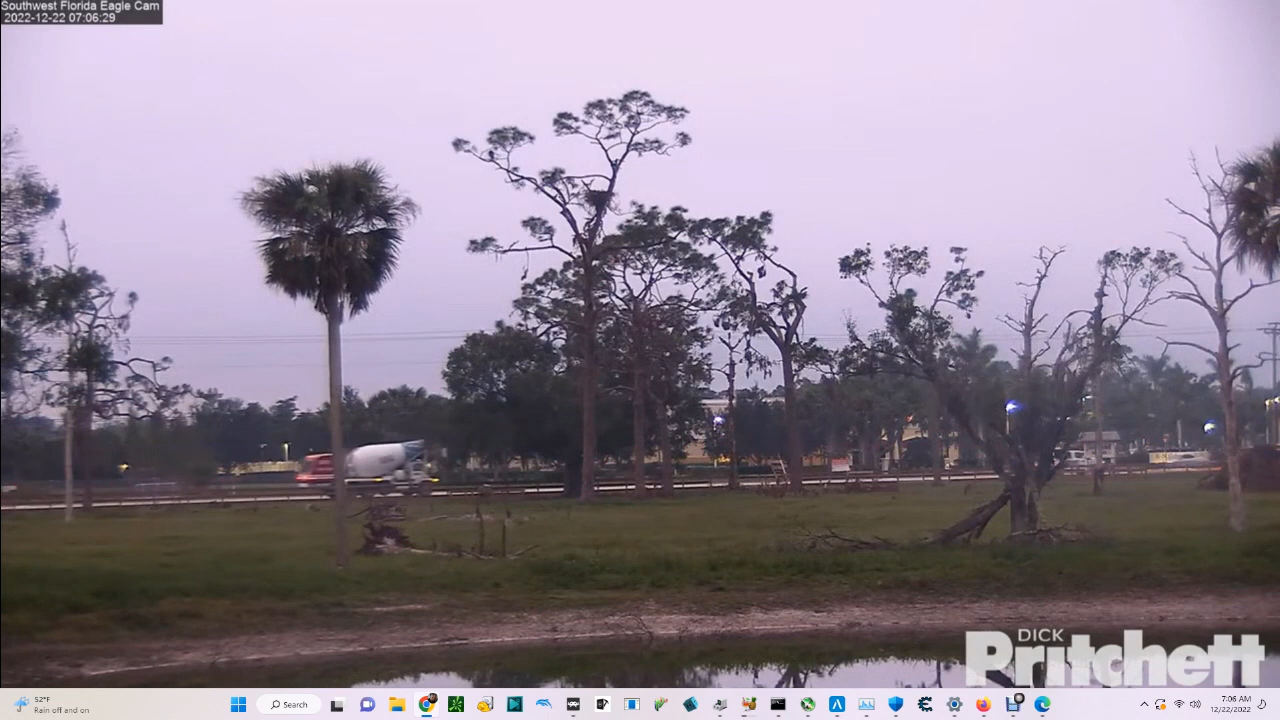 Southwest Florida Eagle Cam
2022-12-22 07:06:29
DICK
Pritchett
52°F
Rain off and on
Search
7:06 AM
12/22/2022